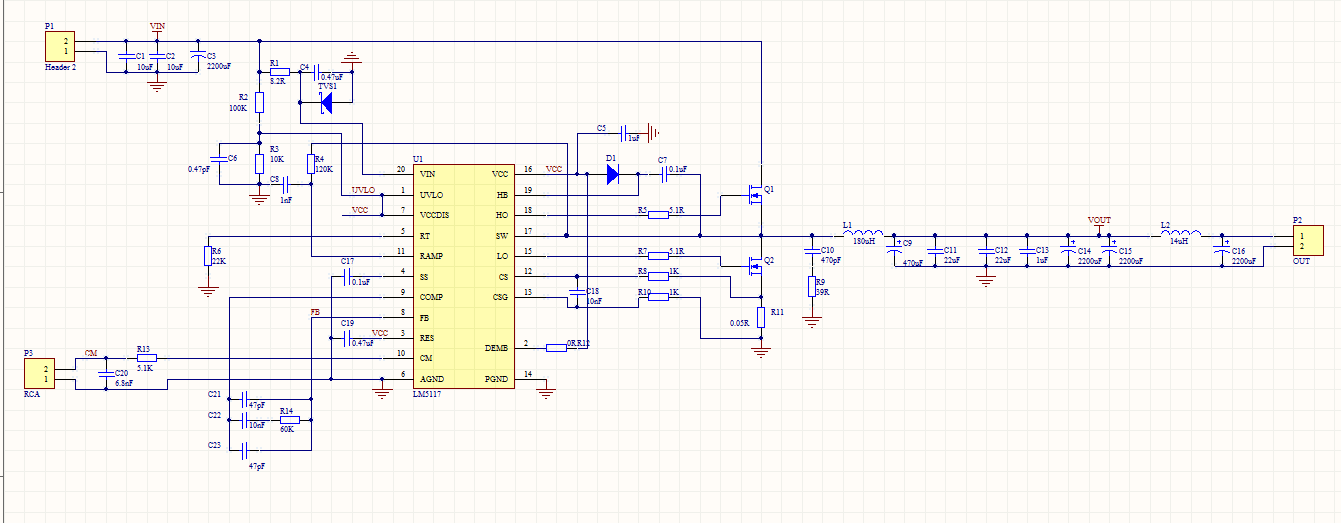 P1
VIN
2
1
Header 2
C1
10uF
C2
10uF
C3
2200uF
R1
8.2R
C4
0.47uF
TVS1
R2
100K
C6
0.47pF
R3
10K
C8
1nF
R4
120K
UVLO
VCC
R6
22K
C17
0.1uF
FB
C19
0.47uF
VCC
P3
2
1
RCA
CM
C20
6.8nF
R13
5.1K
C21
47pF
C22
10nF
R14
60K
C23
47pF
U1
20 VIN
1 UVLO
7 VCCDIS
5 RT
11 RAMP
4 SS
9 COMP
8 FB
3 RES
10 CM
6 AGND
VCC 16
HB 19
HO 18
SW 17
LO 15
CS 12
CSG 13
DEMB 2
PGND 14
LM5117
VCC
C5
1uF
D1
C7
0.1uF
R5 5.1R
R7 5.1R
R8 1K
C18
10nF
R10 1K
0R R12
Q1
Q2
R11
0.05R
C10
470pF
R9
39R
L1
180uH
C9
470uF
C11
22uF
C12
22uF
C13
1uF
C14
2200uF
VOUT
C15
2200uF
L2
14uH
C16
2200uF
P2
1
2
OUT